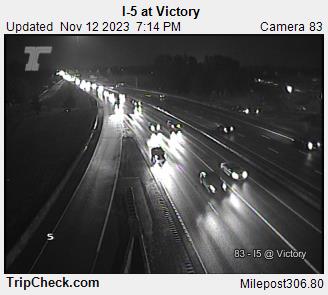 I-5 at Victory
Updated Nov 12 2023 7:14 PM Camera 83
S
83 - I5 @ Victory
TripCheck.com Milepost306.80